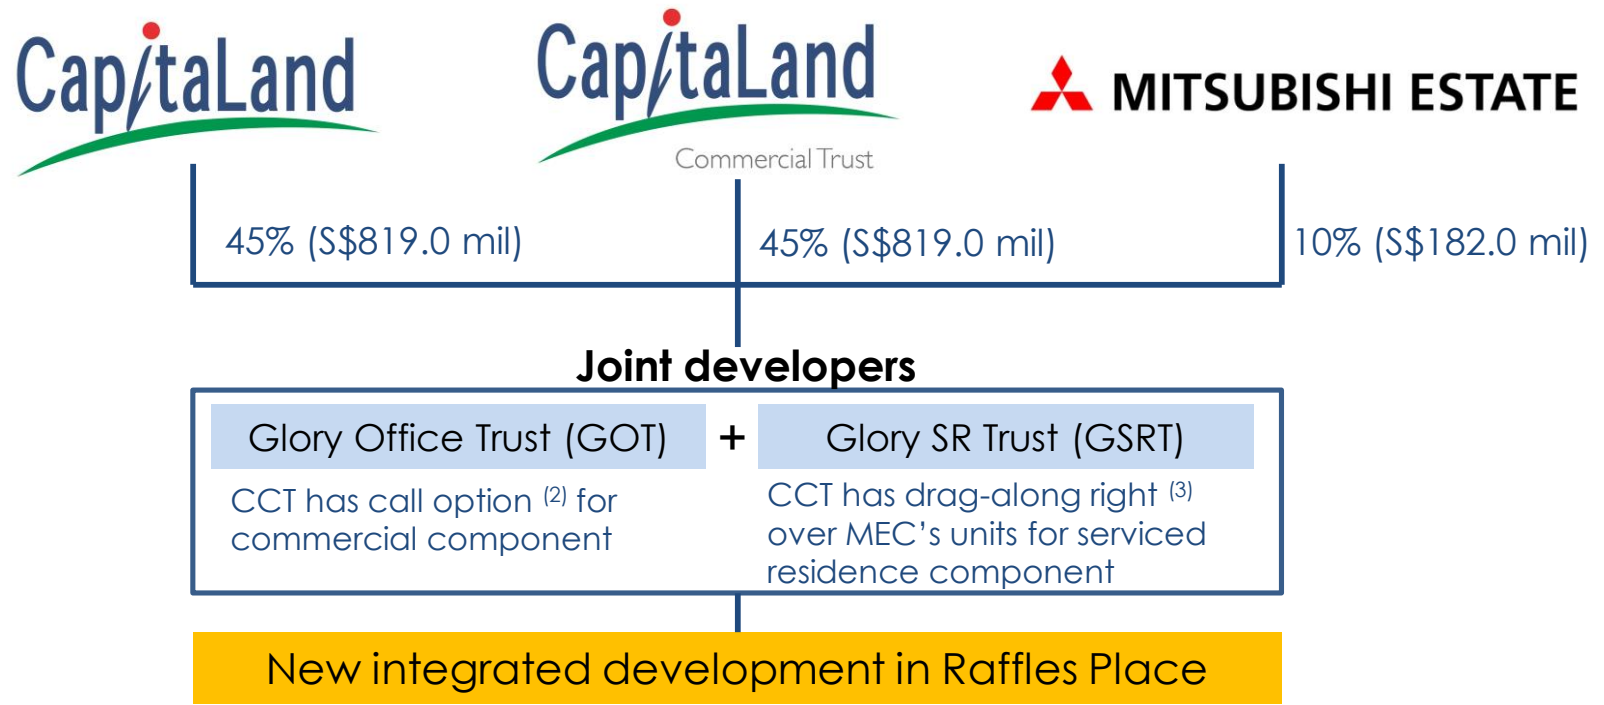 CapitaLand
CapitaLand
Commercial Trust
MITSUBISHI ESTATE
45% (S$819.0 mil)
45% (S$819.0 mil)
10% (S$182.0 mil)
Joint developers
Glory Office Trust (GOT)
+
Glory SR Trust (GSRT)
CCT has call option (2) for
commercial component
CCT has drag-along right (3)
over MEC's units for serviced
residence component
New integrated development in Raffles Place